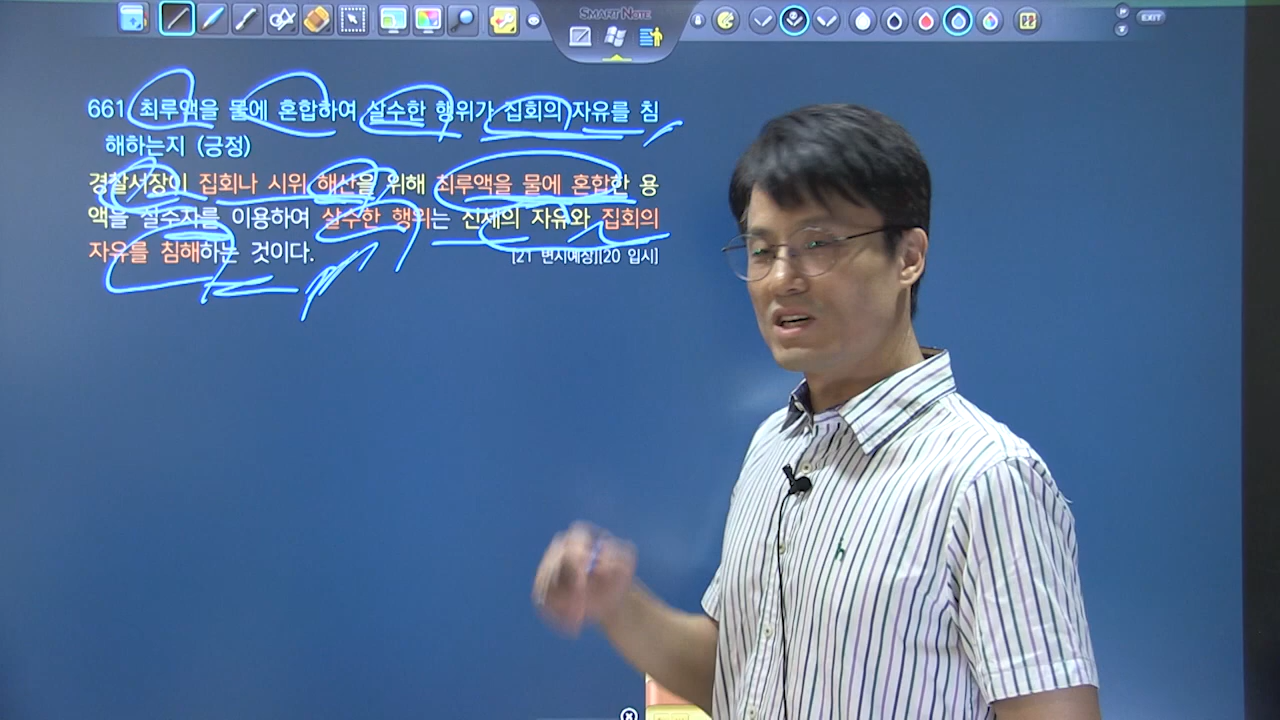 SMART NOTE
EXIT
661 최루액을 물에 혼합하여 살수한 행위가 집회의 자유를 침
해하는지 (긍정)
경찰서장이 집회나 시위 해산을 위해 최루액을 물에 혼합한 용
액을 살수차를 이용하여 살수한 행위는 신체의 자유와 집회의
자유를 침해하는 것이다.
[21 변시예상][20 입시]